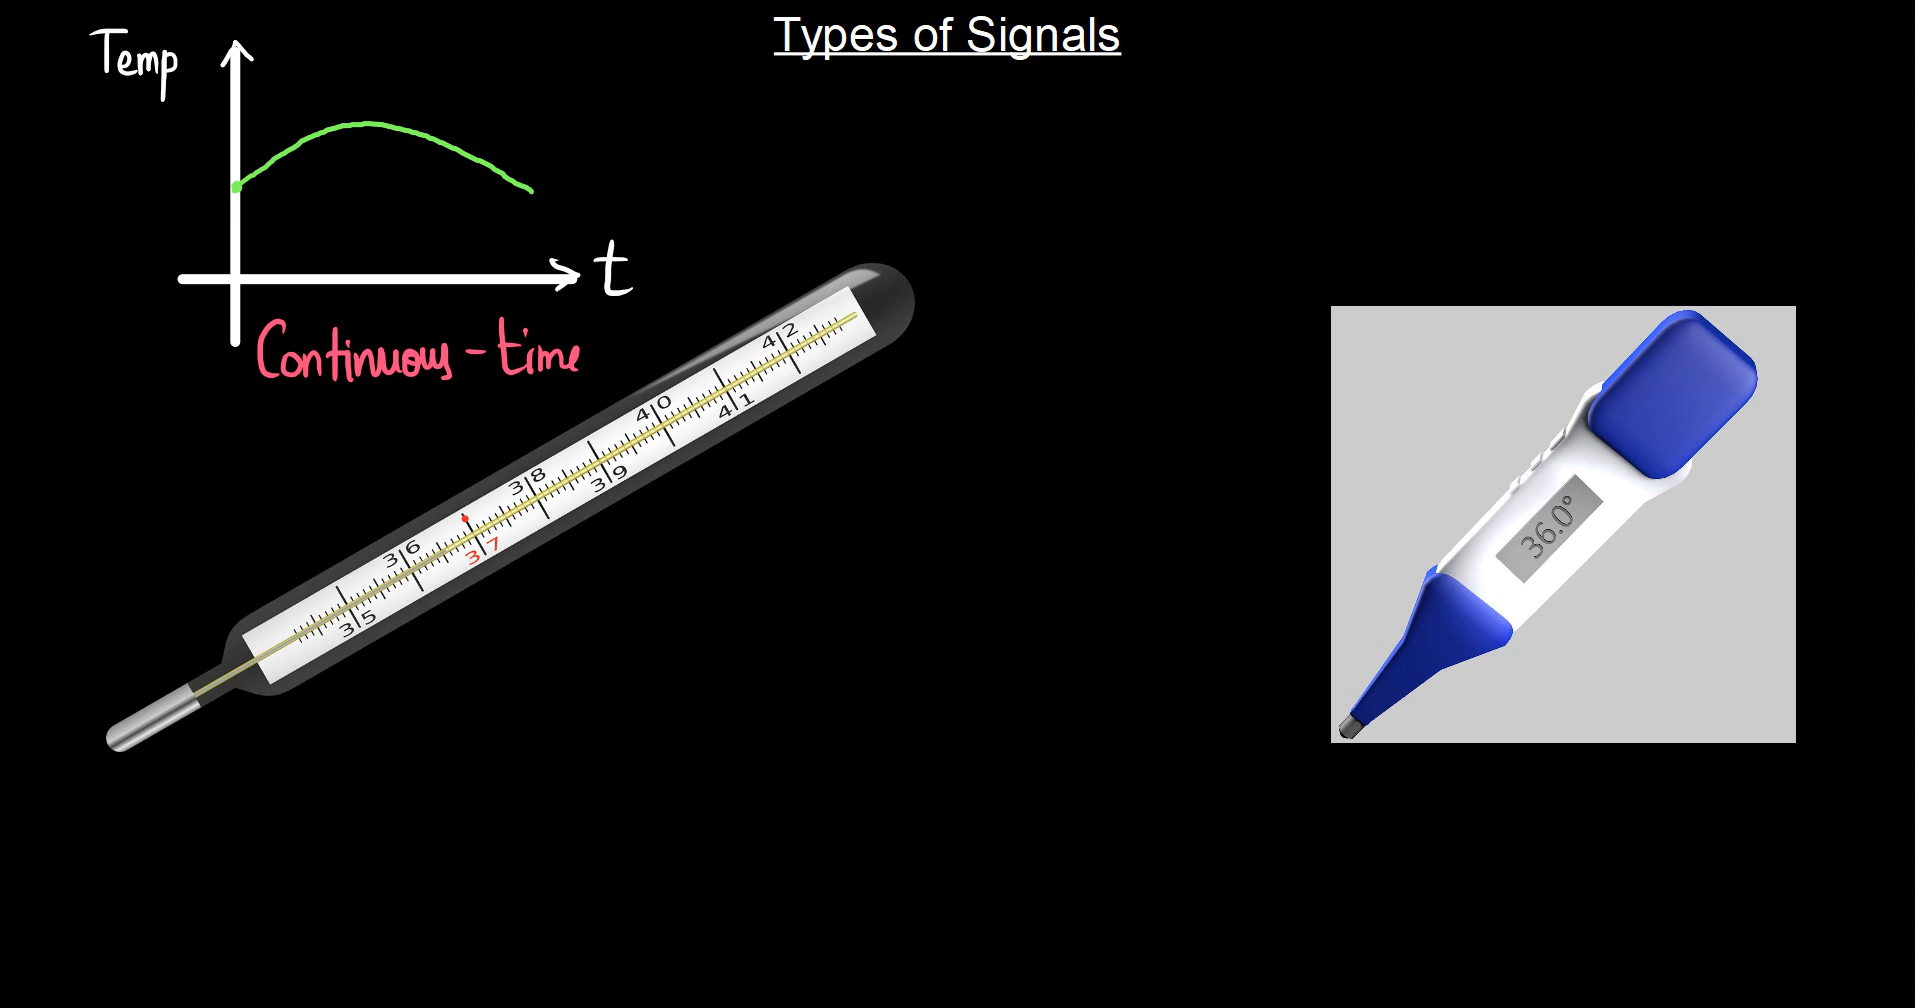 Types of Signals
Temp
t
Continuous-time
42
41
40
39
38
37
36
35
36.0°